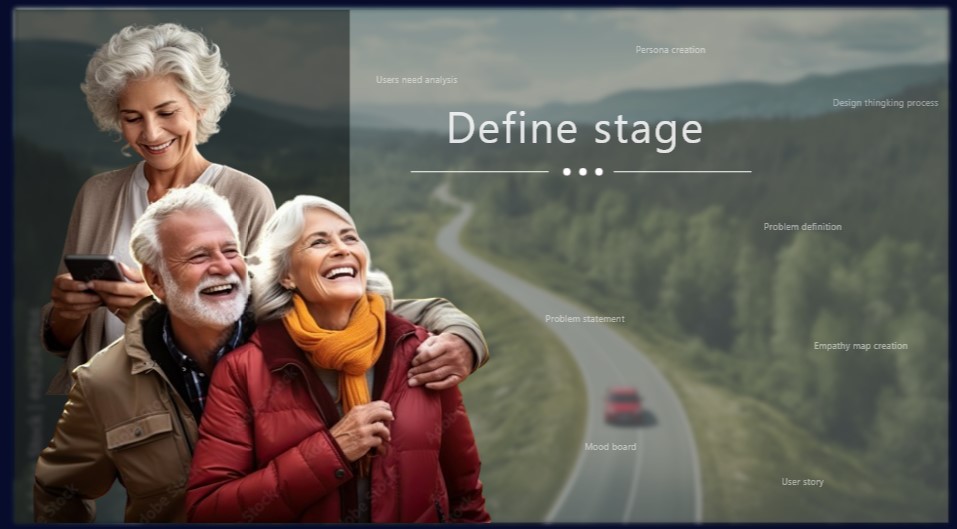 Persona creation
Users need analysis
Design thingking process
Define stage
Problem definition
Problem statement
Empathy map creation
Mood board
User story